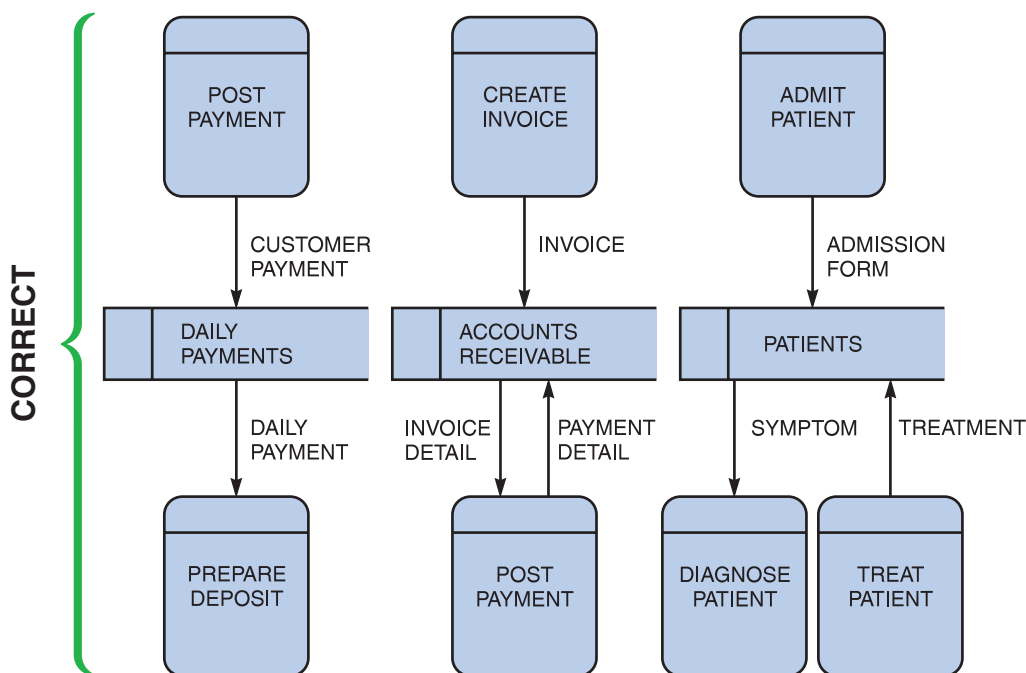 CORRECT
POST
PAYMENT
CREATE
INVOICE
ADMIT
PATIENT
CUSTOMER
PAYMENT
INVOICE
ADMISSION
FORM
DAILY
PAYMENTS
ACCOUNTS
RECEIVABLE
PATIENTS
DAILY
PAYMENT
INVOICE
DETAIL
PAYMENT
DETAIL
SYMPTOM
TREATMENT
PREPARE
DEPOSIT
POST
PAYMENT
DIAGNOSE
PATIENT
TREAT
PATIENT